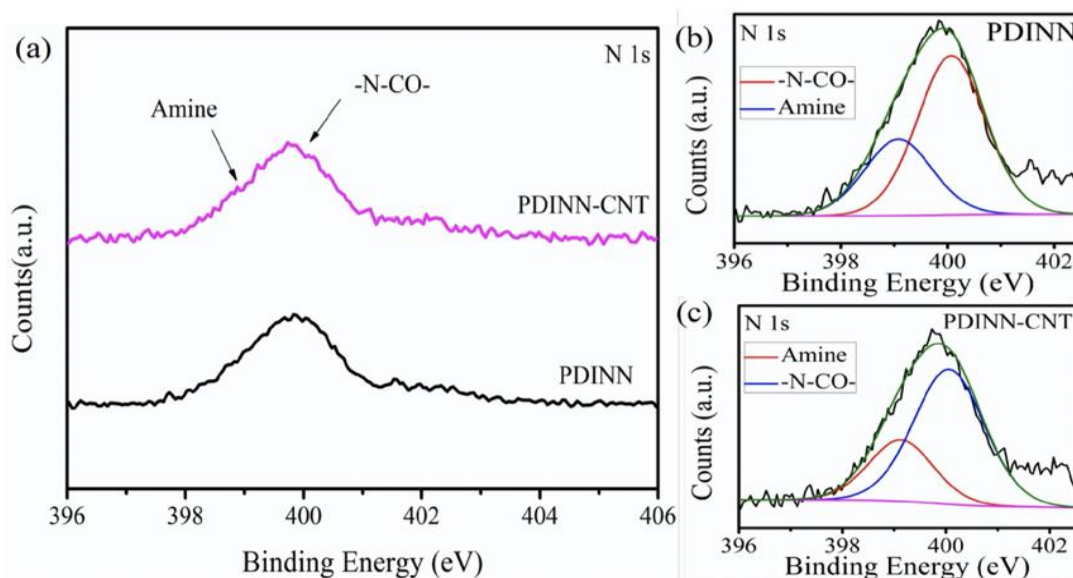 (a)
N 1s
-N-CO-
Amine
PDINN-CNT
PDINN
Counts(a.u.)
396 398 400 402 404 406
Binding Energy (eV)
(b)
N 1s
PDINN
-N-CO-
Amine
Counts (a.u.)
396 398 400 402
Binding Energy (eV)
(c)
N 1s
PDINN-CNT
Amine
-N-CO-
Counts (a.u.)
396 398 400 402
Binding Energy (eV)